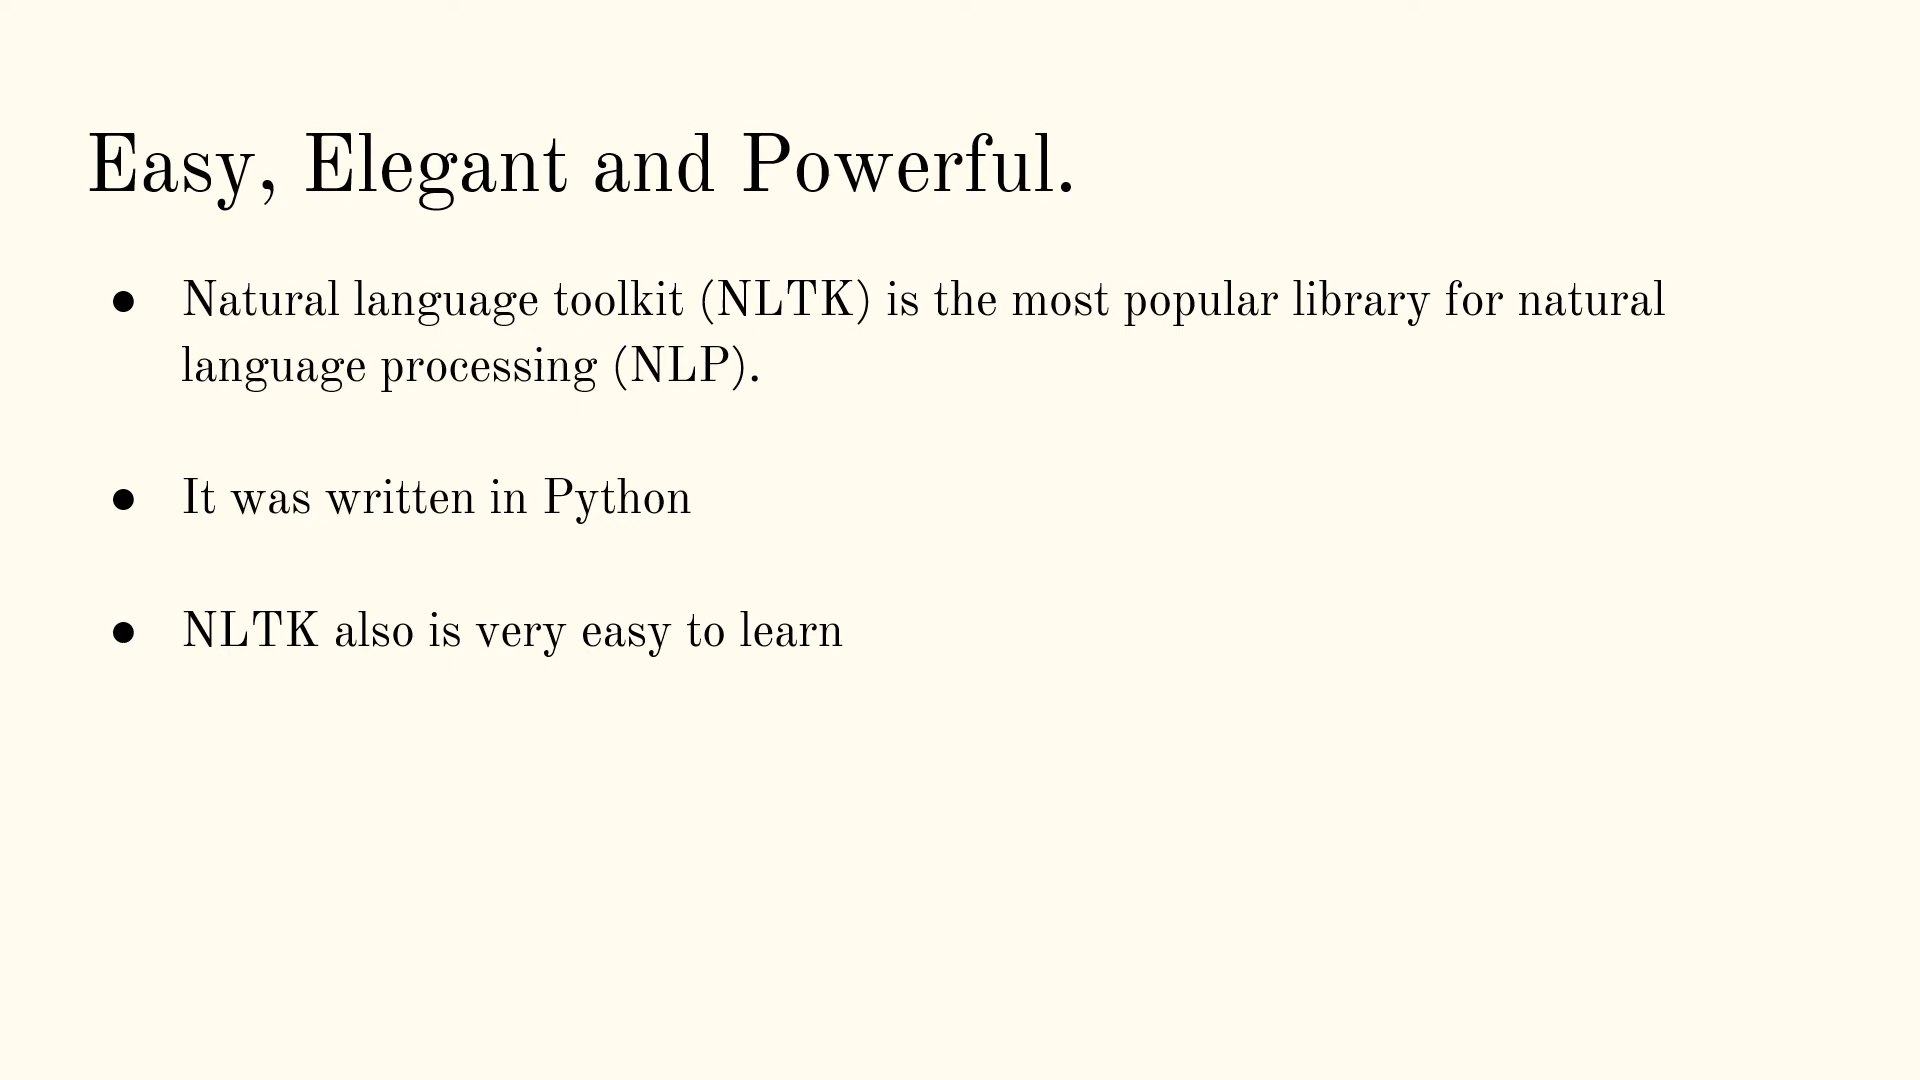 Easy, Elegant and Powerful.
● Natural language toolkit (NLTK) is the most popular library for natural
language processing (NLP).
● It was written in Python
● NLTK also is very easy to learn